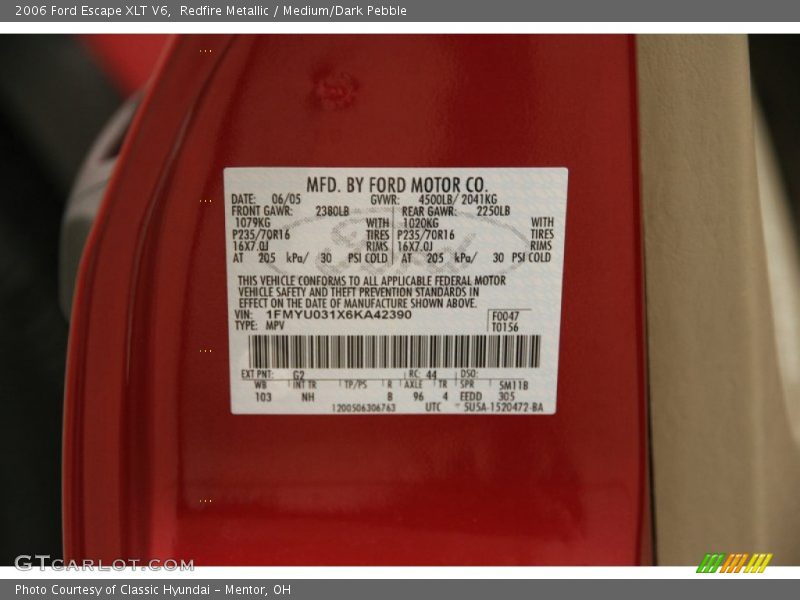 2006 Ford Escape XLT V6,  Redfire Metallic / Medium/Dark Pebble
MFD. BY FORD MOTOR CO.
DATE: 06/05 GVWR: 4500LB/ 2041KG
FRONT GAWR: 2380LB REAR GAWR: 2250LB
1079KG WITH 1020KG WITH
P235/70R16 TIRES P235/70R16 TIRES
16X7.0J RIMS 16X7.0J RIMS
AT 205 kPa/ 30 PSI COLD AT 205 kPa/ 30 PSI COLD
THIS VEHICLE CONFORMS TO ALL APPLICABLE FEDERAL MOTOR
VEHICLE SAFETY AND THEFT PREVENTION STANDARDS IN
EFFECT ON THE DATE OF MANUFACTURE SHOWN ABOVE.
VIN: 1FMYU031X6KA42390 F0047
TYPE: MPV T0156
EXT PNT: G2 RC: 44 DSO:
WB INT TR TP/PS R AXLE TR SPR 5M11B
103 NH 8 96 4 EEDD 305
1200506306763 UTC SU5A-1520472-BA
GTCARLOT.COM
Photo Courtesy of Classic Hyundai - Mentor, OH